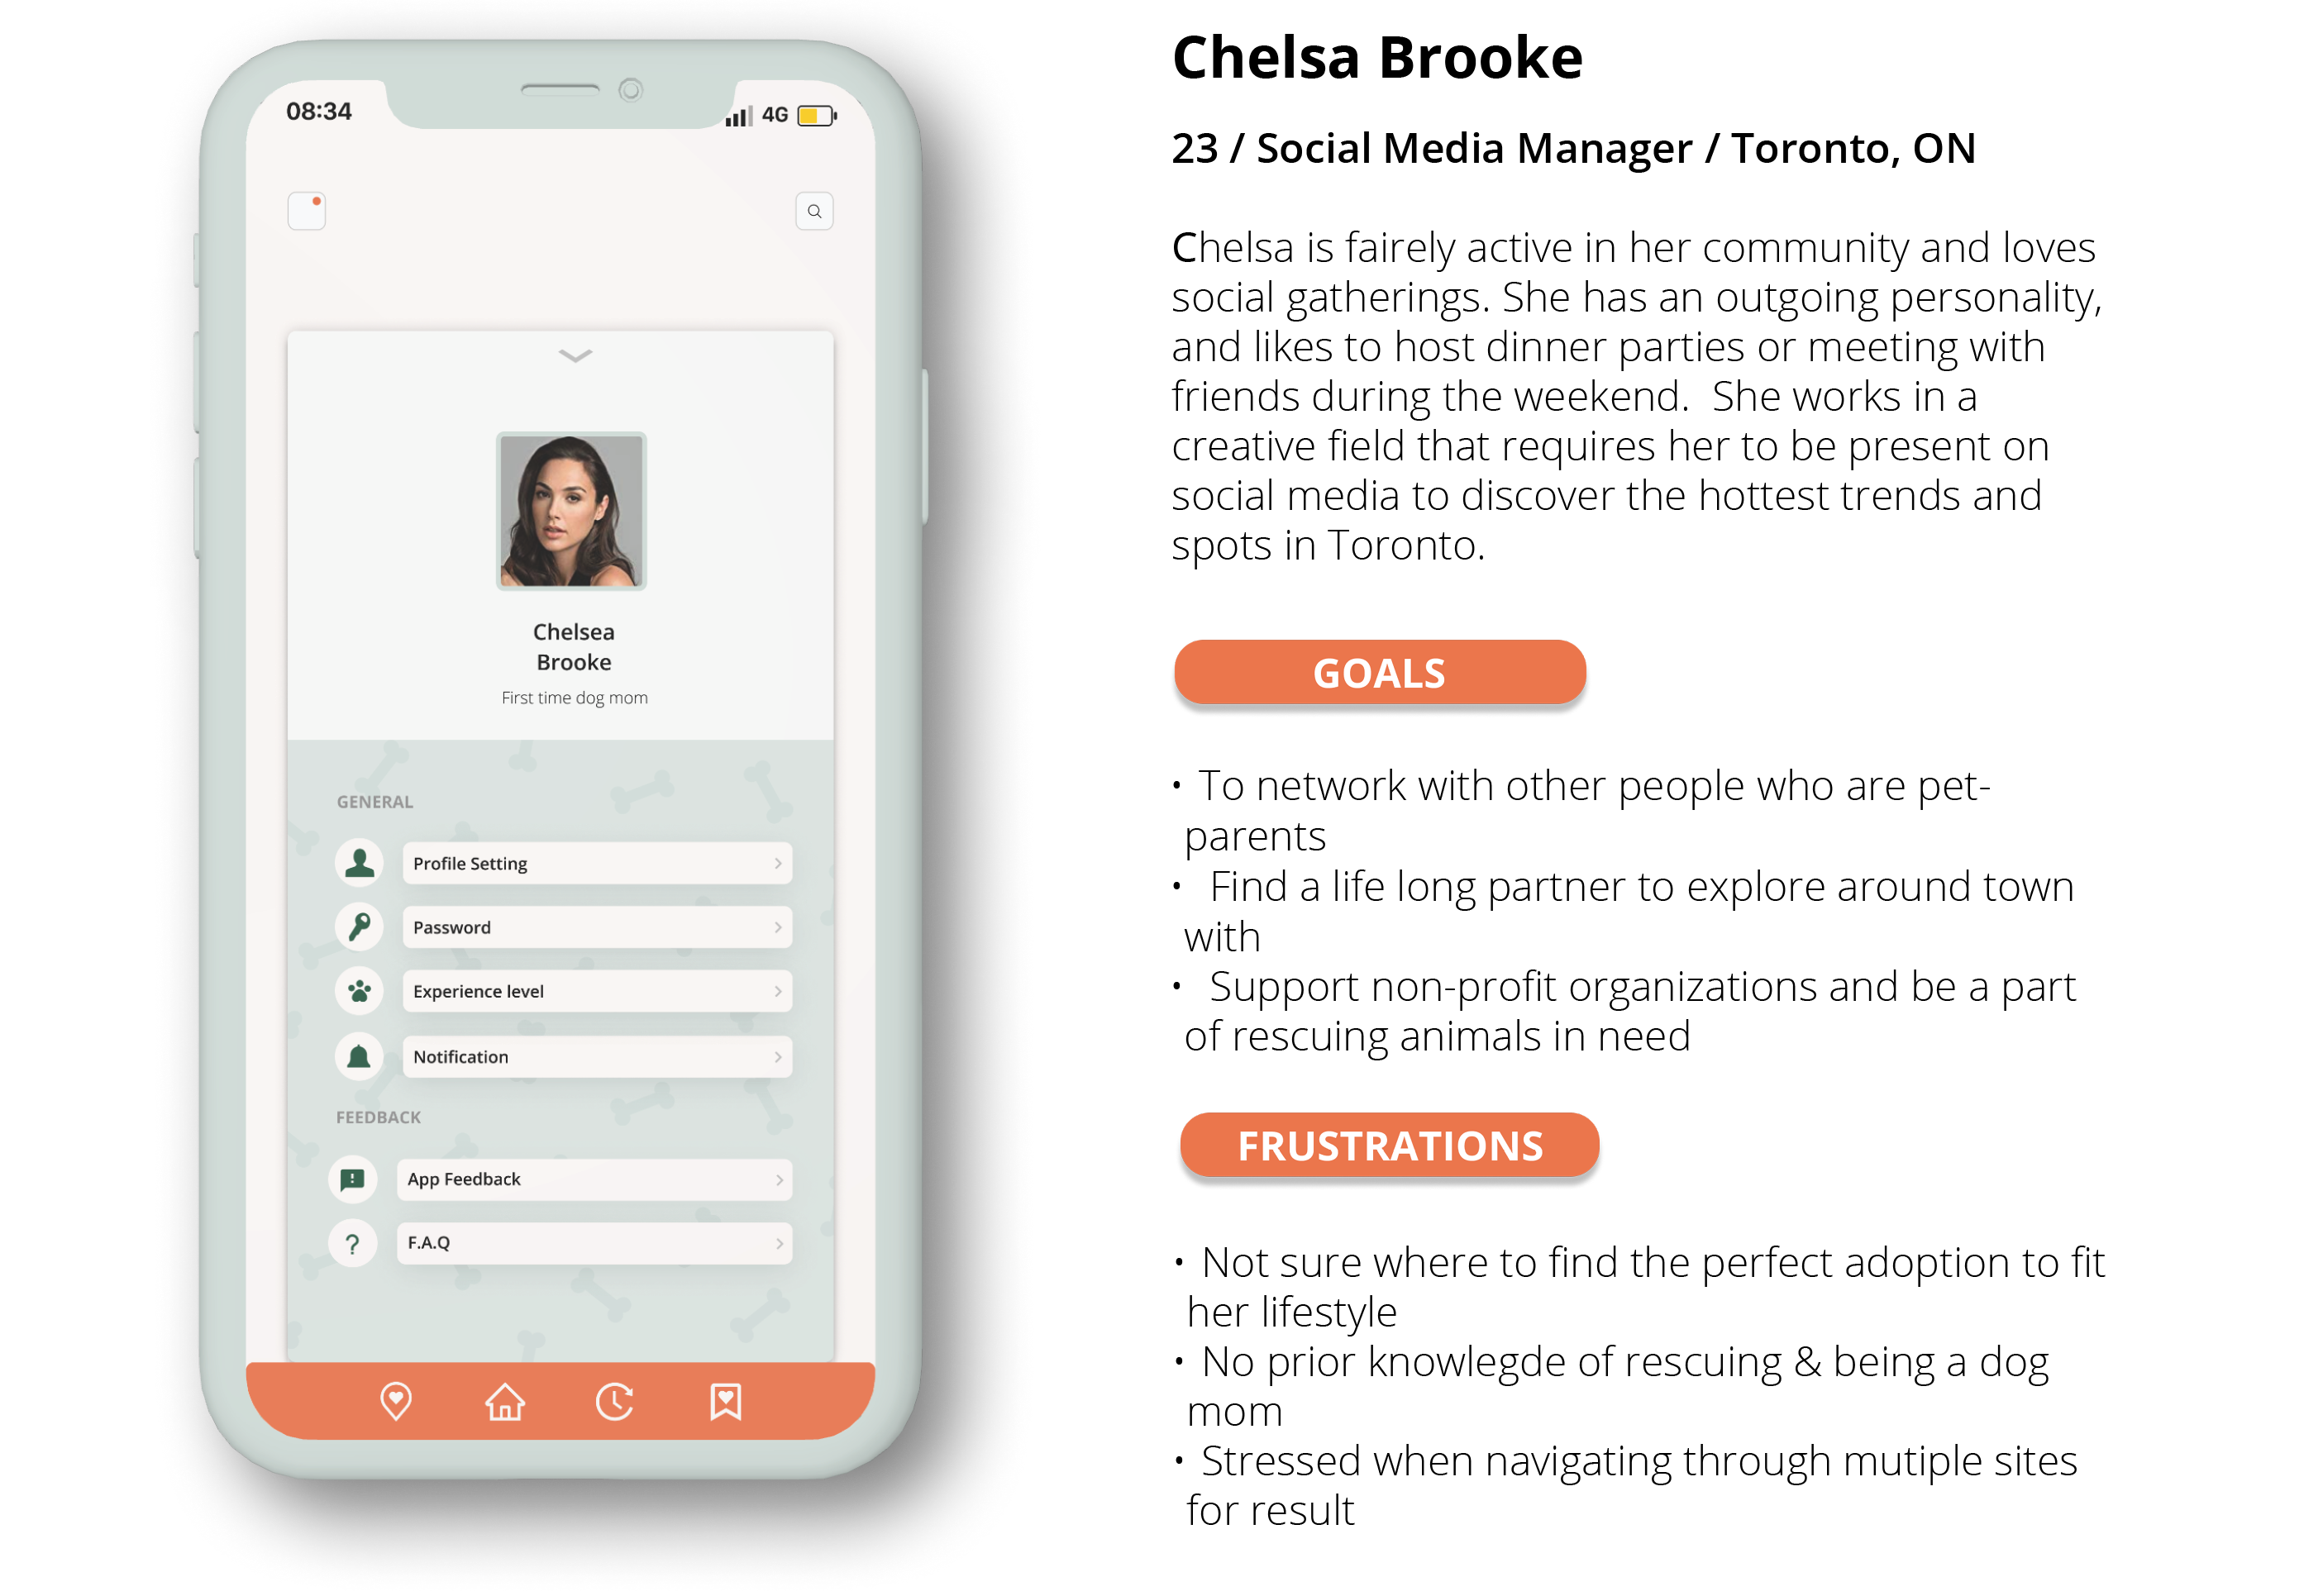 08:34
4G
Chelsea
Brooke
First time dog mom
GENERAL
Profile Setting
Password
Experience level
Notification
FEEDBACK
App Feedback
F.A.Q
Chelsa Brooke
23 / Social Media Manager / Toronto, ON
Chelsa is fairely active in her community and loves
social gatherings. She has an outgoing personality,
and likes to host dinner parties or meeting with
friends during the weekend.  She works in a
creative field that requires her to be present on
social media to discover the hottest trends and
spots in Toronto.
GOALS
• To network with other people who are pet-
parents
• Find a life long partner to explore around town
with
• Support non-profit organizations and be a part
of rescuing animals in need
FRUSTRATIONS
• Not sure where to find the perfect adoption to fit
her lifestyle
• No prior knowlegde of rescuing & being a dog
mom
• Stressed when navigating through mutiple sites
for result